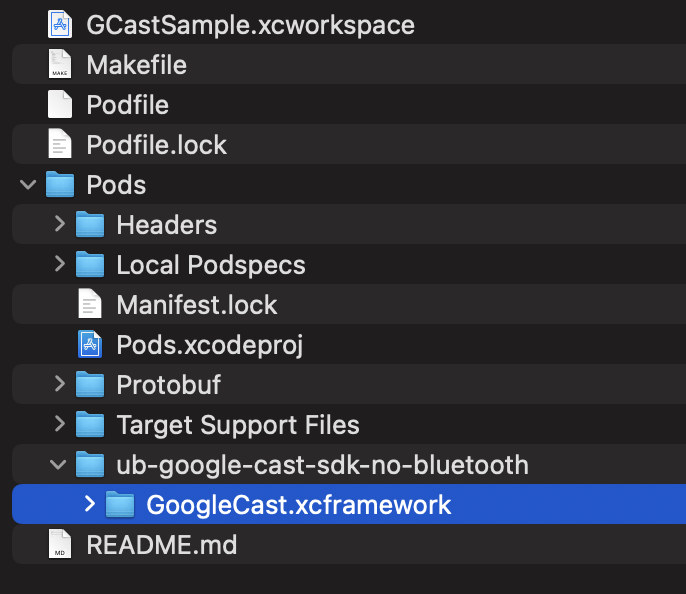 GCastSample.xcworkspace
MAKE
Makefile
Podfile
Podfile.lock
Pods
Headers
Local Podspecs
Manifest.lock
Pods.xcodeproj
Protobuf
Target Support Files
ub-google-cast-sdk-no-bluetooth
GoogleCast.xcframework
MD
README.md